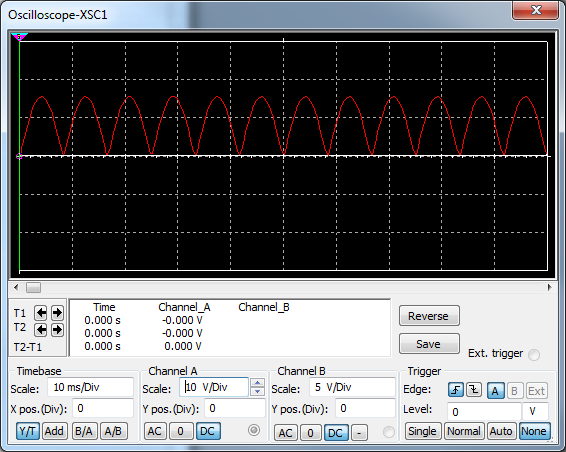 Oscilloscope-XSC1
T1
T2
T2-T1
Time Channel_A Channel_B
0.000 s -0.000 V
0.000 s -0.000 V
0.000 s 0.000 V
Reverse
Save
Ext. trigger
Timebase
Scale: 10 ms/Div
X pos.(Div): 0
Y/T Add B/A A/B
Channel A
Scale: 10 V/Div
Y pos.(Div): 0
AC 0 DC
Channel B
Scale: 5 V/Div
Y pos.(Div): 0
AC 0 DC -
Trigger
Edge: A B Ext
Level: 0 V
Single Normal Auto None